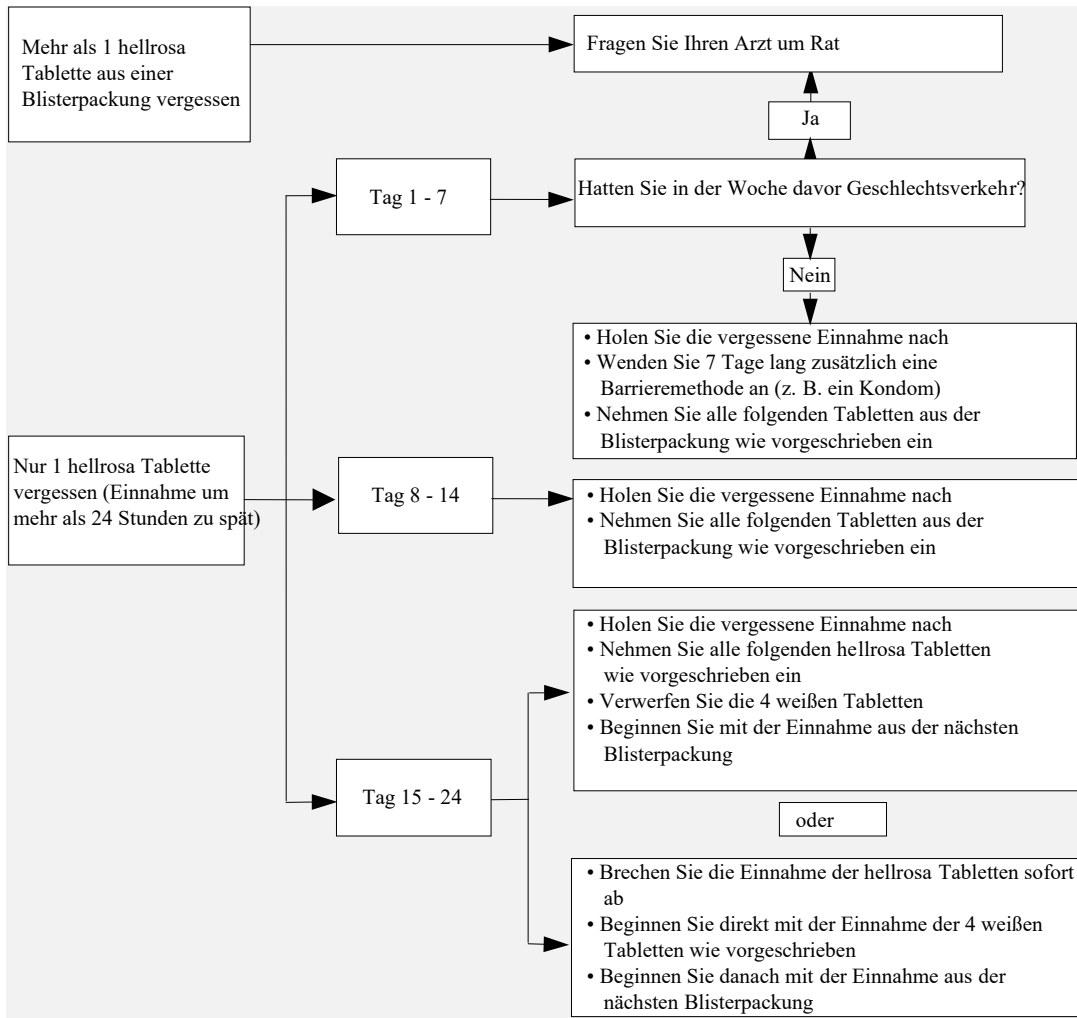 Mehr als 1 hellrosa
Tablette aus einer
Blisterpackung vergessen
Fragen Sie Ihren Arzt um Rat
Ja
Tag 1 - 7
Hatten Sie in der Woche davor Geschlechtsverkehr?
Nein
• Holen Sie die vergessene Einnahme nach
• Wenden Sie 7 Tage lang zusätzlich eine
Barrieremethode an (z. B. ein Kondom)
• Nehmen Sie alle folgenden Tabletten aus der
Blisterpackung wie vorgeschrieben ein
Nur 1 hellrosa Tablette
vergessen (Einnahme um
mehr als 24 Stunden zu spät)
Tag 8 - 14
• Holen Sie die vergessene Einnahme nach
• Nehmen Sie alle folgenden Tabletten aus der
Blisterpackung wie vorgeschrieben ein
• Holen Sie die vergessene Einnahme nach
• Nehmen Sie alle folgenden hellrosa Tabletten
wie vorgeschrieben ein
• Verwerfen Sie die 4 weißen Tabletten
• Beginnen Sie mit der Einnahme aus der nächsten
Blisterpackung
Tag 15 - 24
oder
• Brechen Sie die Einnahme der hellrosa Tabletten sofort
ab
• Beginnen Sie direkt mit der Einnahme der 4 weißen
Tabletten wie vorgeschrieben
• Beginnen Sie danach mit der Einnahme aus der
nächsten Blisterpackung